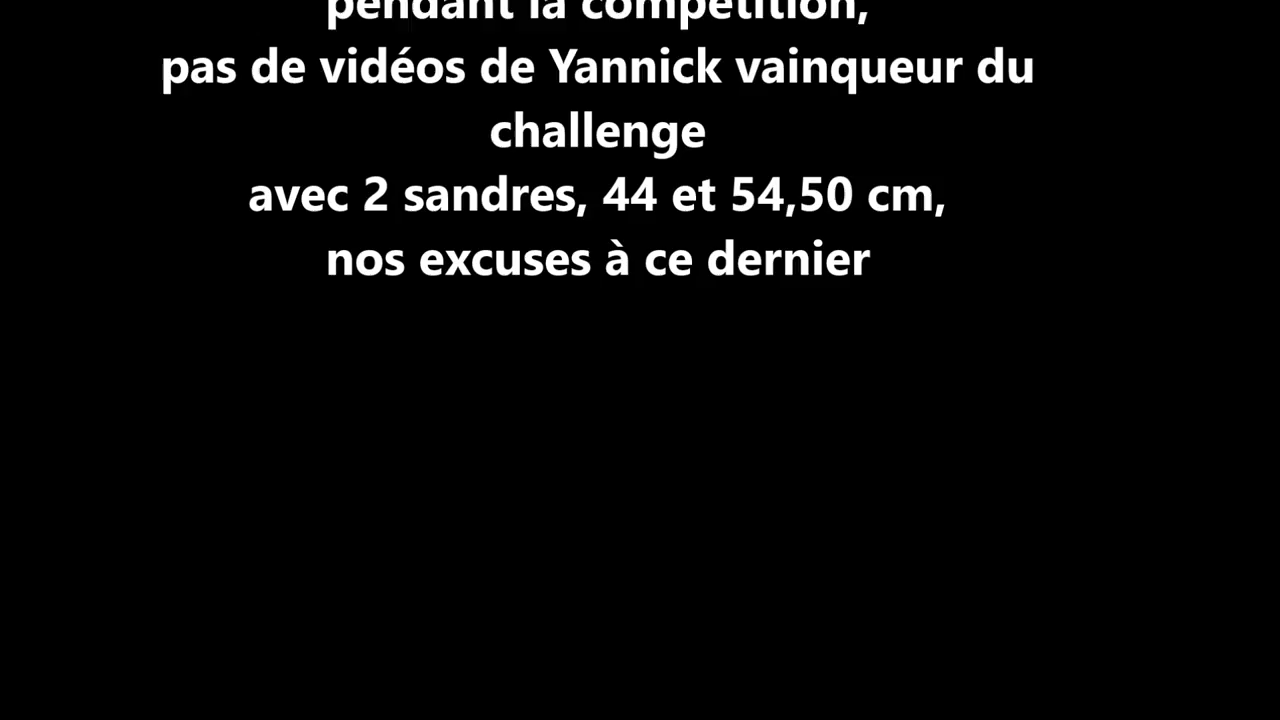 pendant la compétition,
pas de vidéos de Yannick vainqueur du
challenge
avec 2 sandres, 44 et 54,50 cm,
nos excuses à ce dernier